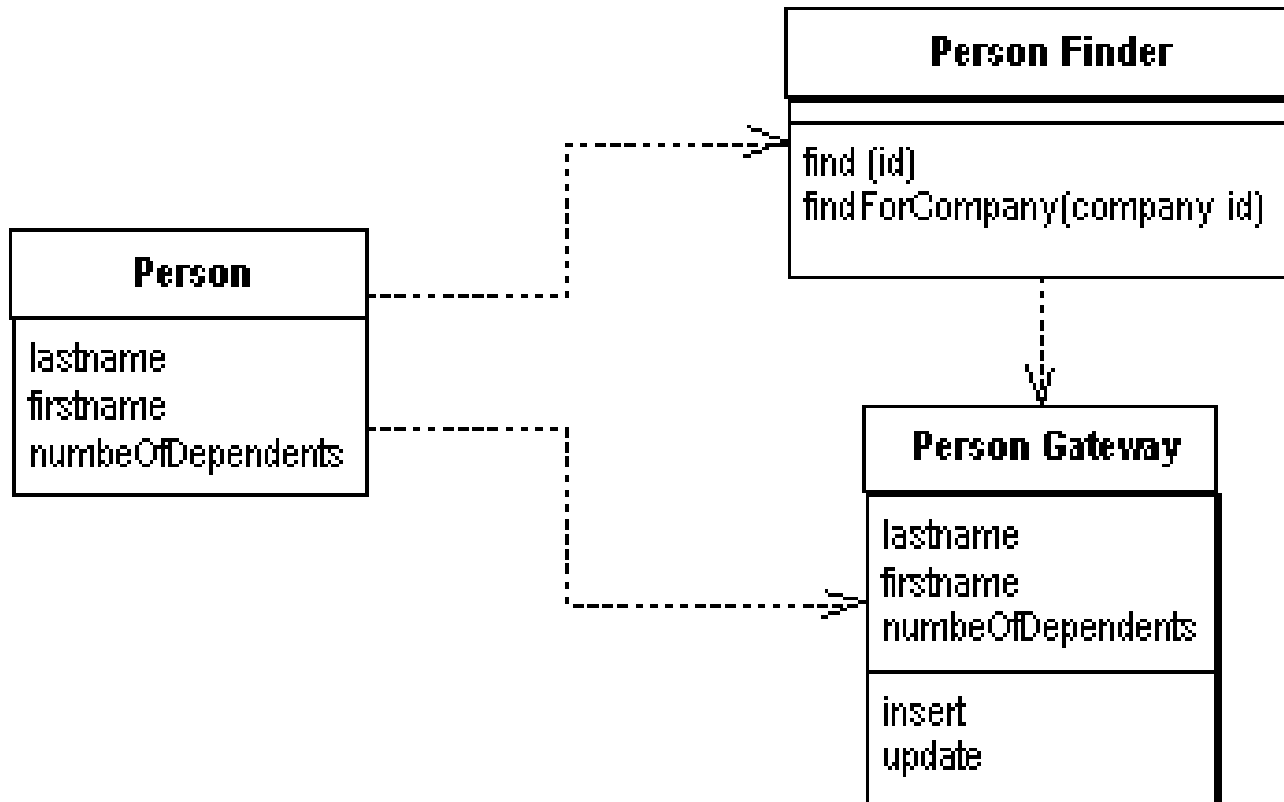 Person Finder
find (id)
findForCompany(company id)
Person
lastname
firstname
numbeOfDependents
Person Gateway
lastname
firstname
numbeOfDependents
insert
update